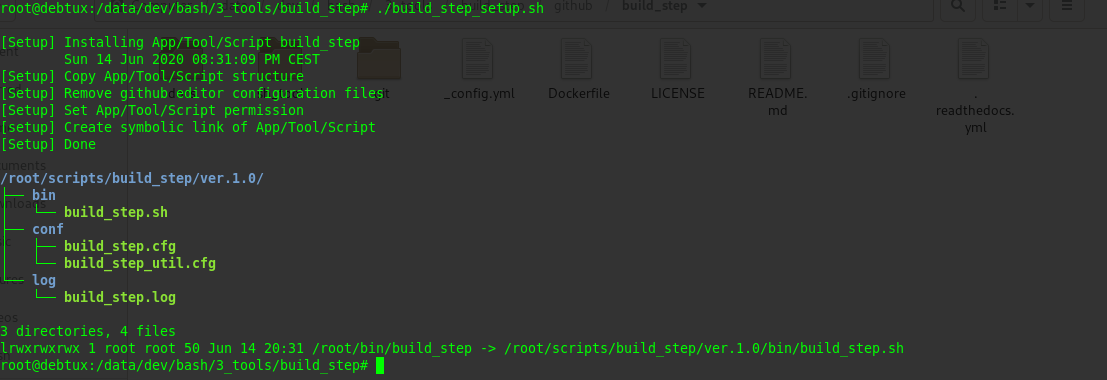 root@debtux:/data/dev/bash/3_tools/build_step# ./build_step_setup.sh
github
build_step
[Setup] Installing App/Tool/Script build_step
Sun 14 Jun 2020 08:31:09 PM CEST
[Setup] Copy App/Tool/Script structure
[Setup] Remove github editor configuration files
[Setup] Set App/Tool/Script permission
[setup] Create symbolic link of App/Tool/Script
[Setup] Done
_config.yml
Dockerfile
LICENSE
README.
md
.gitignore
.
readthedocs.
yml
/root/scripts/build_step/ver.1.0/
├── bin
│   └── build_step.sh
├── conf
│   ├── build_step.cfg
│   └── build_step_util.cfg
└── log
    └── build_step.log
3 directories, 4 files
lrwxrwxrwx 1 root root 50 Jun 14 20:31 /root/bin/build_step -> /root/scripts/build_step/ver.1.0/bin/build_step.sh
root@debtux:/data/dev/bash/3_tools/build_step#